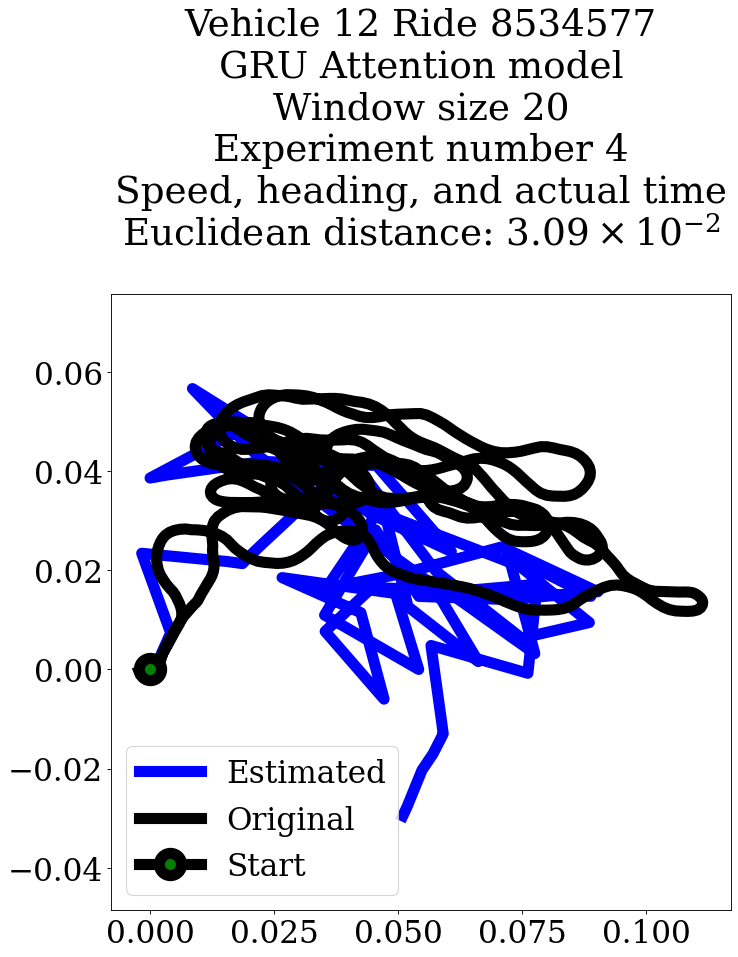 Vehicle 12 Ride 8534577
GRU Attention model
Window size 20
Experiment number 4
Speed, heading, and actual time
Euclidean distance: 3.09 × 10⁻²
0.06
0.04
0.02
0.00
−0.02
−0.04
Estimated
Original
Start
0.000 0.025 0.050 0.075 0.100